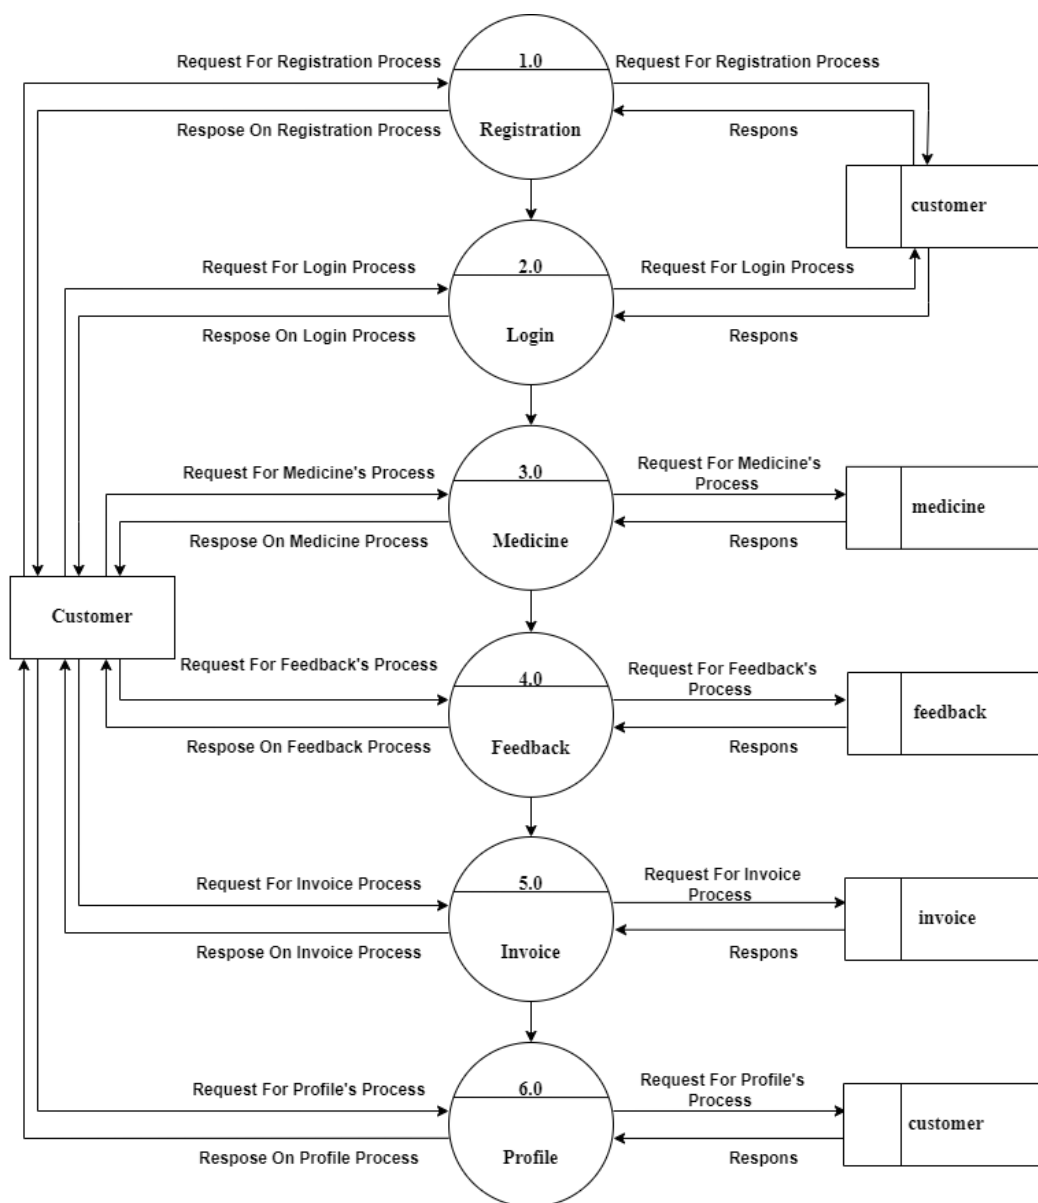 1.0
Request For Registration Process
Request For Registration Process
Respose On Registration Process
Registration
Respons
customer
2.0
Request For Login Process
Request For Login Process
Respose On Login Process
Login
Respons
3.0
Request For Medicine's Process
Request For Medicine's
Process
medicine
Respose On Medicine Process
Medicine
Respons
Customer
4.0
Request For Feedback's Process
Request For Feedback's
Process
feedback
Respose On Feedback Process
Feedback
Respons
5.0
Request For Invoice Process
Request For Invoice
Process
invoice
Respose On Invoice Process
Invoice
Respons
6.0
Request For Profile's Process
Request For Profile's
Process
customer
Respose On Profile Process
Profile
Respons